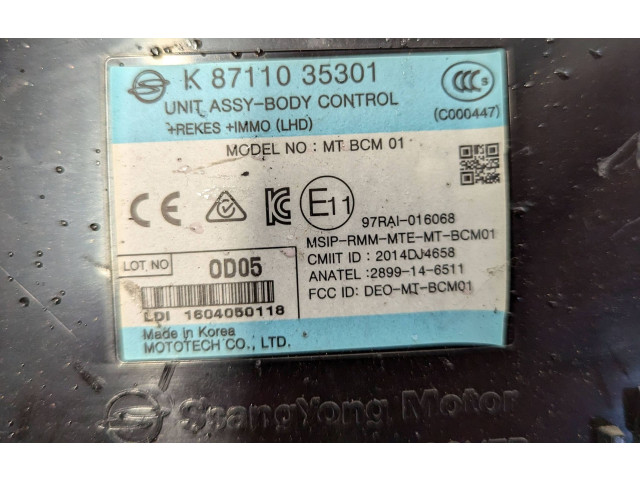 K 87110 35301
UNIT ASSY-BODY CONTROL
+REKES +IMMO (LHD)
CCC S
(C000447)
MODEL NO : MT BCM 01
CE
KC
E11
97RAI-016068
MSIP-RMM-MTE-MT-BCM01
CMIIT ID : 2014DJ4658
ANATEL :2899-14-6511
FCC ID: DEO-MT-BCM01
LOT NO
0D05
LDI 1604050118
Made in Korea
MOTOTECH CO., LTD.
SsangYong Motor